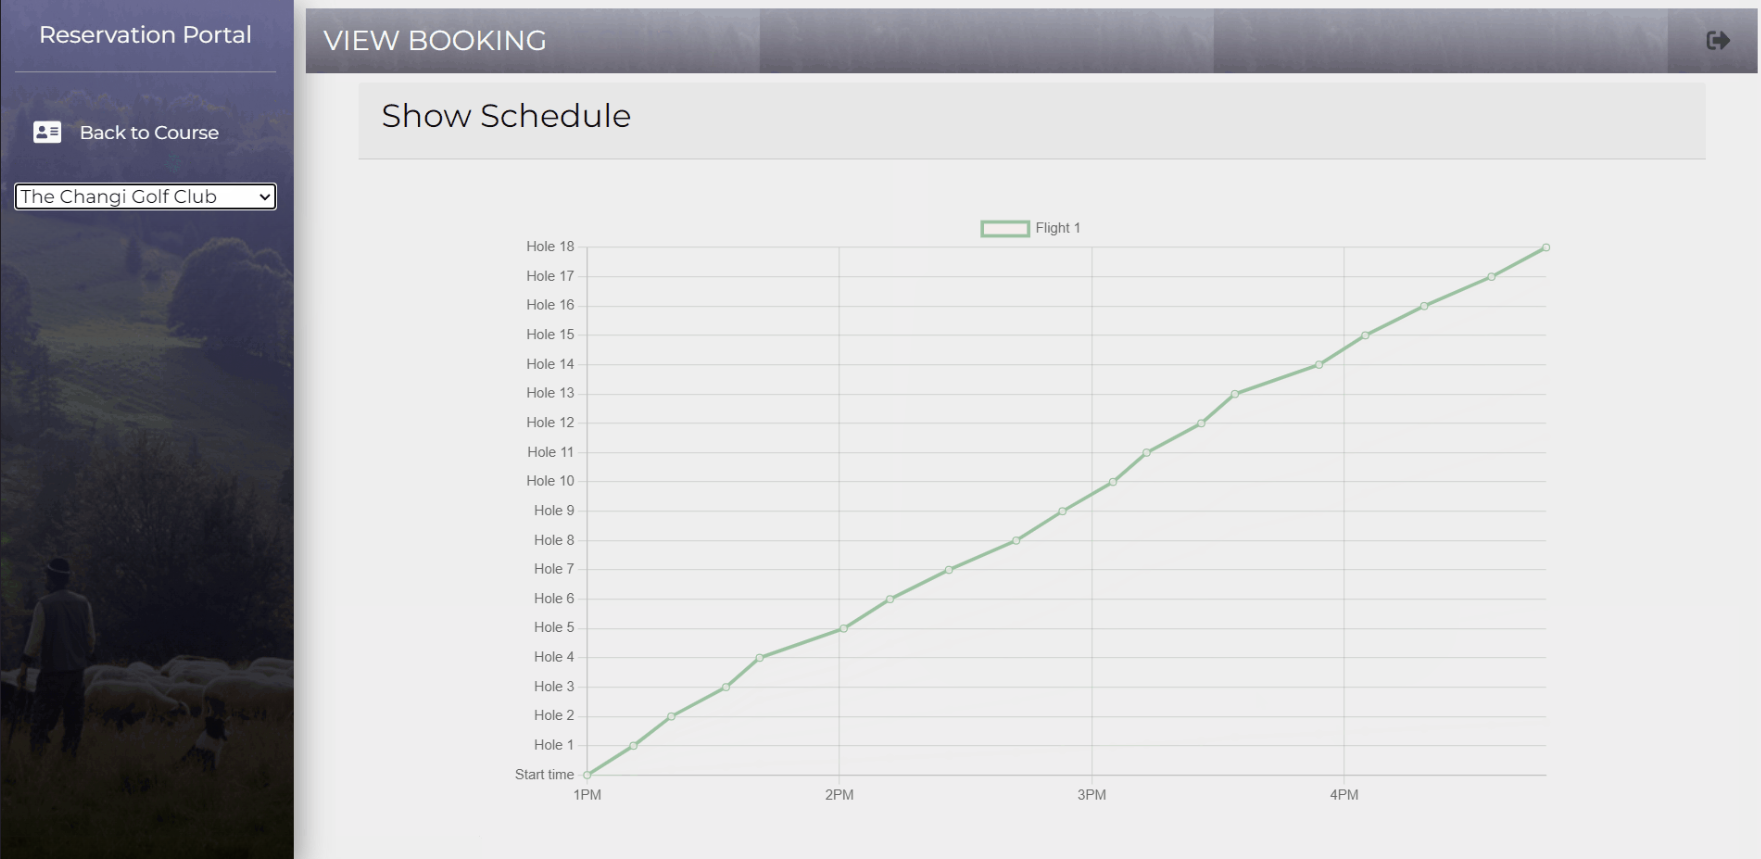 Reservation Portal
Back to Course
The Changi Golf Club
VIEW BOOKING
Show Schedule
Flight 1
Hole 18
Hole 17
Hole 16
Hole 15
Hole 14
Hole 13
Hole 12
Hole 11
Hole 10
Hole 9
Hole 8
Hole 7
Hole 6
Hole 5
Hole 4
Hole 3
Hole 2
Hole 1
Start time
1PM 2PM 3PM 4PM